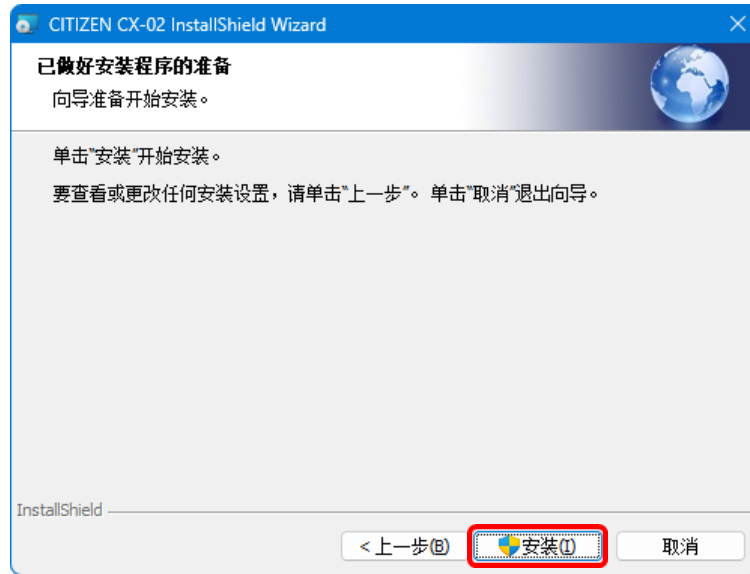 CITIZEN CX-02 InstallShield Wizard
已做好安装程序的准备
向导准备开始安装。
单击"安装"开始安装。
要查看或更改任何安装设置，请单击"上一步"。 单击"取消"退出向导。
InstallShield
< 上一步(B)
安装(I)
取消